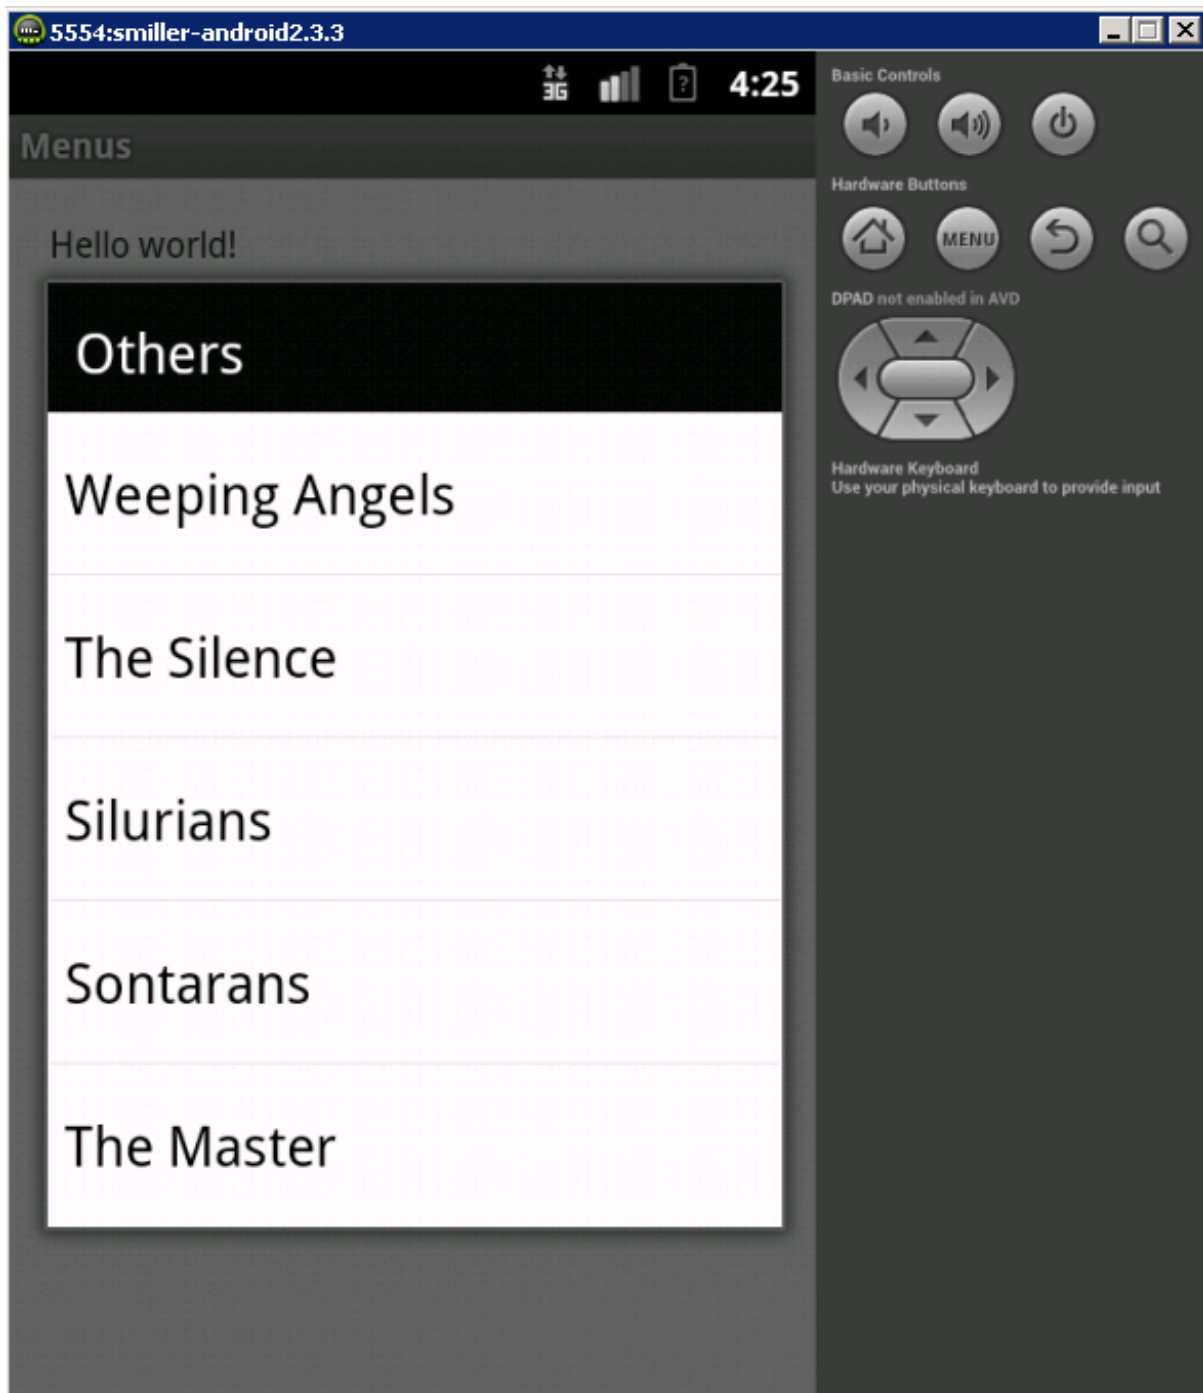 5554:smiller-android2.3.3
3G
?
4:25
Menus
Hello world!
Others
Weeping Angels
The Silence
Silurians
Sontarans
The Master
Basic Controls
Hardware Buttons
MENU
DPAD not enabled in AVD
Hardware Keyboard
Use your physical keyboard to provide input